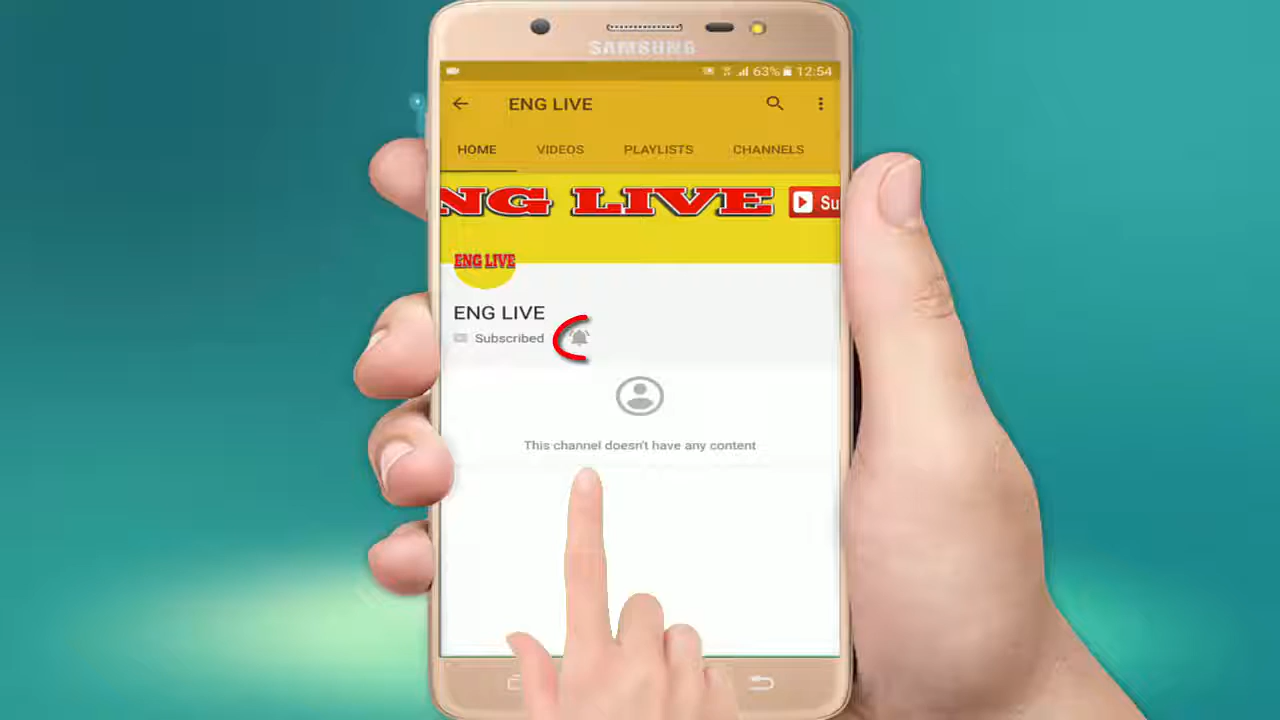 SAMSUNG
63% 12:54
ENG LIVE
HOME VIDEOS PLAYLISTS CHANNELS
NG LIVE Su
ENG LIVE
ENG LIVE
Subscribed
This channel doesn't have any content